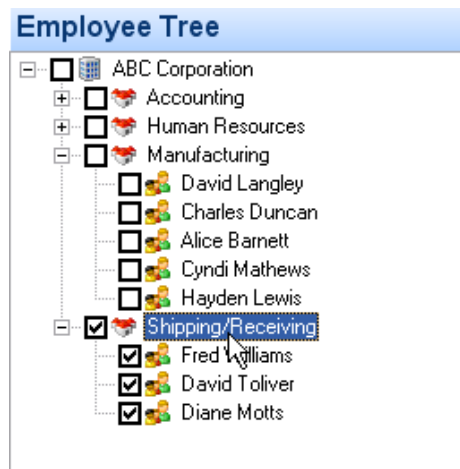 Employee Tree
ABC Corporation
Accounting
Human Resources
Manufacturing
David Langley
Charles Duncan
Alice Barnett
Cyndi Mathews
Hayden Lewis
Shipping/Receiving
Fred Williams
David Toliver
Diane Motts